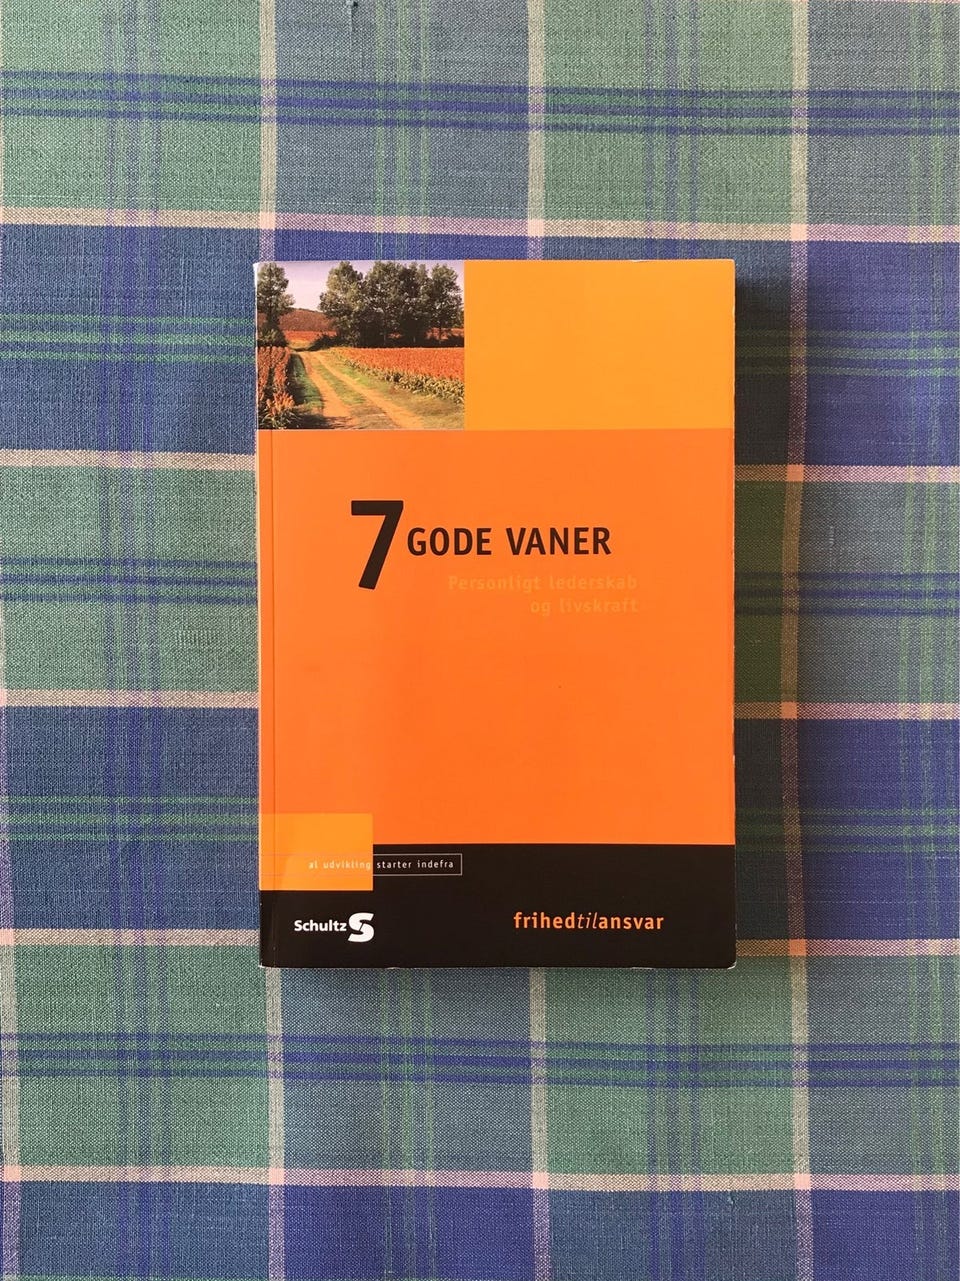 7 GODE VANER
Personligt lederskab
og livskraft
al udvikling starter indefra
Schultz
frihedtilansvar